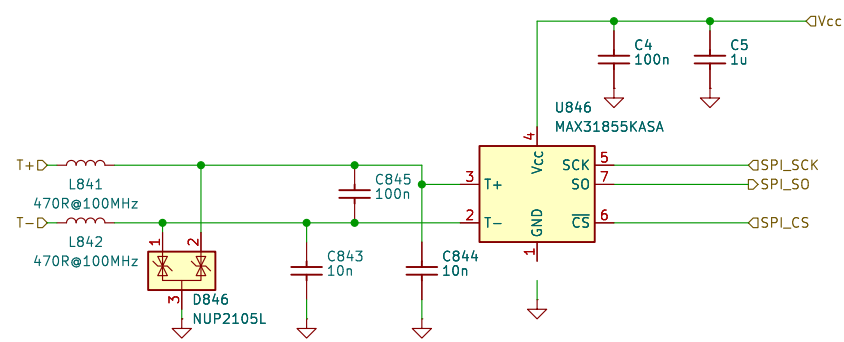 Vcc
C4
100n
C5
1u
U846
MAX31855KASA
4
Vcc
T+
L841
470R@100MHz
C845
100n
3
T+
SCK
5
SPI_SCK
SO
7
SPI_SO
T-
L842
470R@100MHz
2
T-
GND
CS
6
SPI_CS
1
1
2
C843
10n
C844
10n
3
D846
NUP2105L